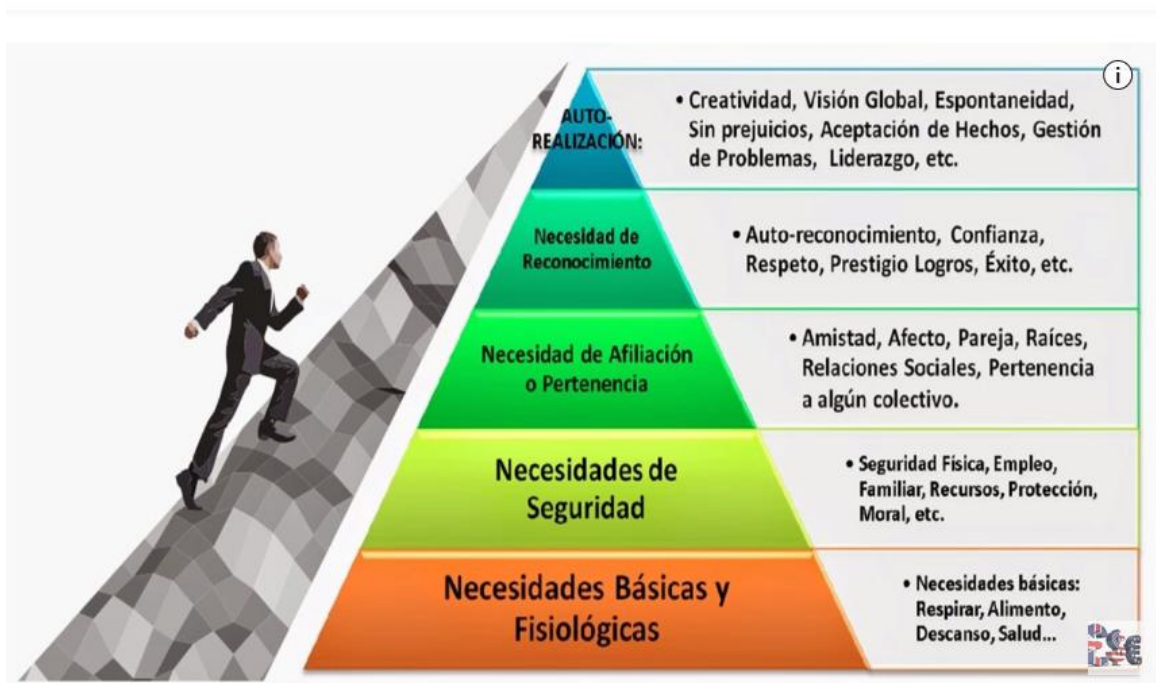 AUTO-
REALIZACIÓN:
• Creatividad, Visión Global, Espontaneidad,
Sin prejuicios, Aceptación de Hechos, Gestión
de Problemas, Liderazgo, etc.
Necesidad de
Reconocimiento
• Auto-reconocimiento, Confianza,
Respeto, Prestigio Logros, Éxito, etc.
Necesidad de Afiliación
o Pertenencia
• Amistad, Afecto, Pareja, Raíces,
Relaciones Sociales, Pertenencia
a algún colectivo.
Necesidades de
Seguridad
• Seguridad Física, Empleo,
Familiar, Recursos, Protección,
Moral, etc.
Necesidades Básicas y
Fisiológicas
• Necesidades básicas:
Respirar, Alimento,
Descanso, Salud...